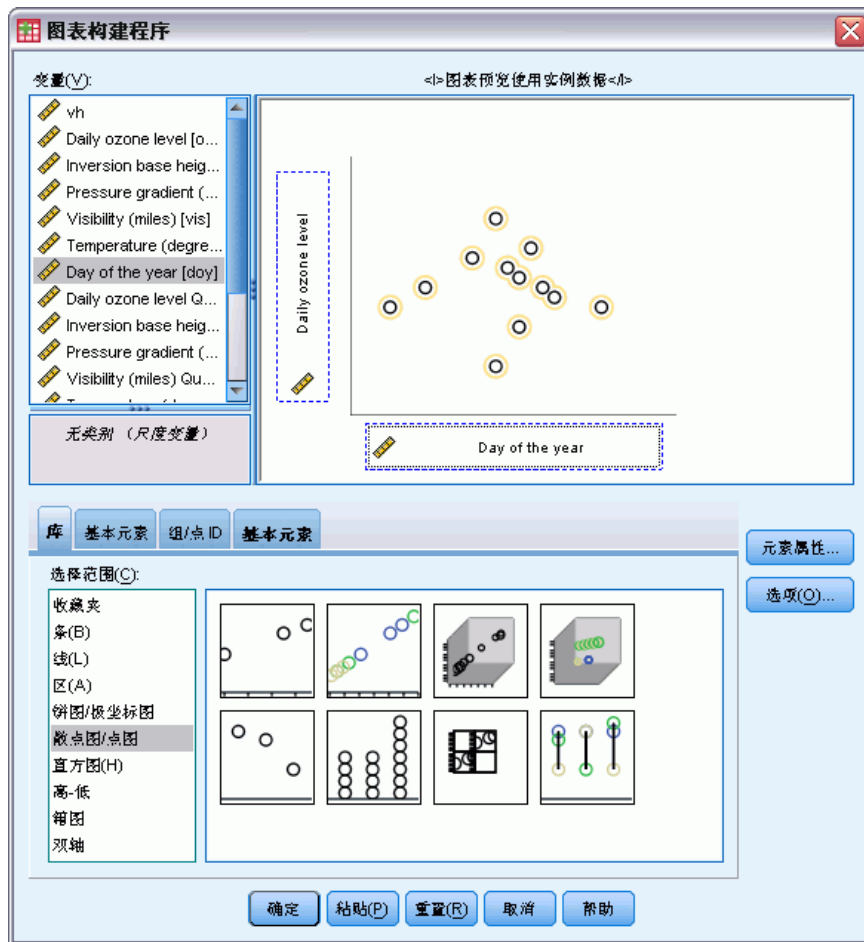 图表构建程序
变量(V):
<I>图表预览使用实例数据</I>
vh
Daily ozone level [o...
Inversion base heig...
Pressure gradient (...
Visibility (miles) [vis]
Temperature (degre...
Day of the year [doy]
Daily ozone level Q...
Inversion base heig...
Pressure gradient (...
Visibility (miles) Qu...
无类别 (尺度变量)
Daily ozone level
Day of the year
库
基本元素
组/点 ID
基本元素
元素属性...
选项(O)...
选择范围(C):
收藏夹
条(B)
线(L)
区(A)
饼图/极坐标图
散点图/点图
直方图(H)
高-低
箱图
双轴
确定
粘贴(P)
重置(R)
取消
帮助